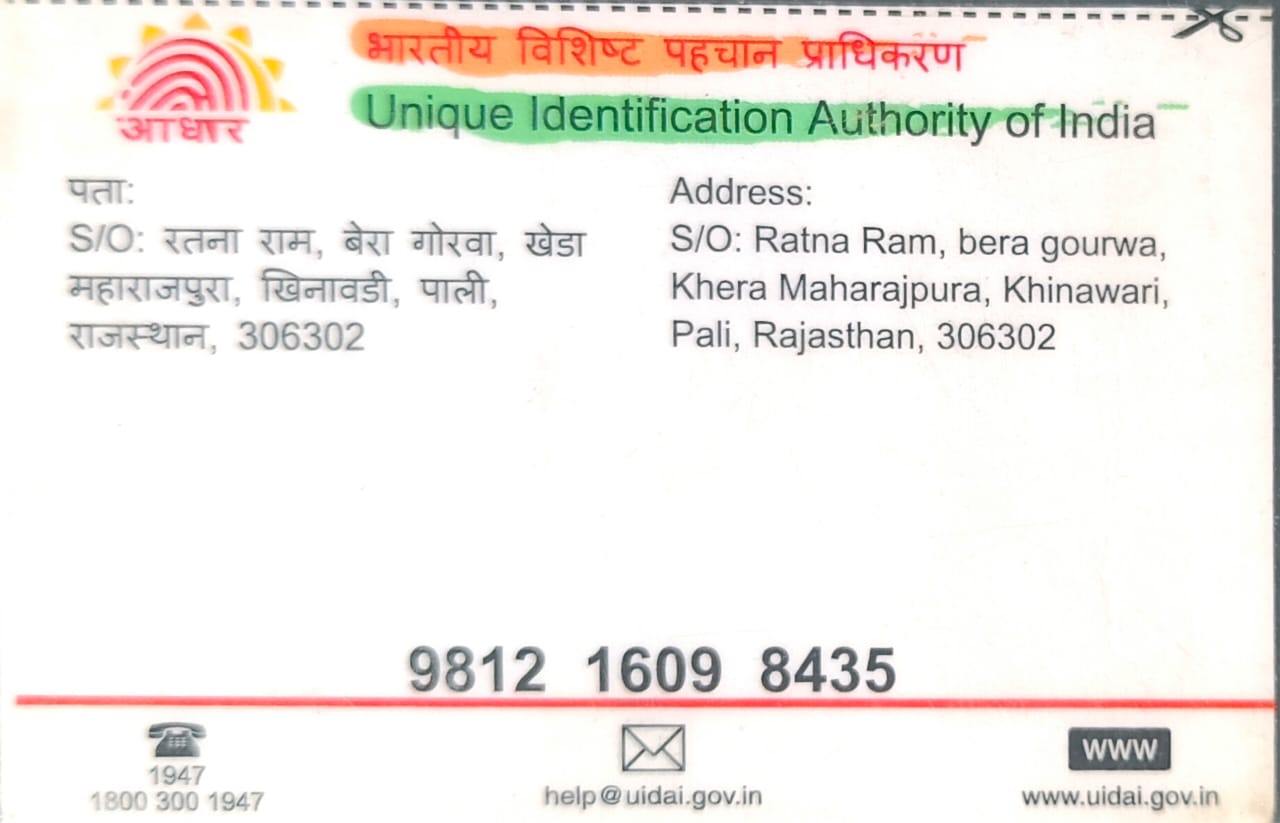 भारतीय विशिष्ट पहचान प्राधिकरण
Unique Identification Authority of India
आधार
पता:
S/O: रतना राम, बेरा गोरवा, खेडा
महाराजपुरा, खिनावडी, पाली,
राजस्थान, 306302
Address:
S/O: Ratna Ram, bera gourwa,
Khera Maharajpura, Khinawari,
Pali, Rajasthan, 306302
9812 1609 8435
1947
1800 300 1947
help@uidai.gov.in
www
www.uidai.gov.in